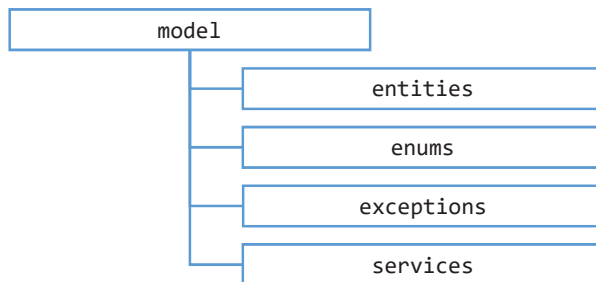 model
entities
enums
exceptions
services